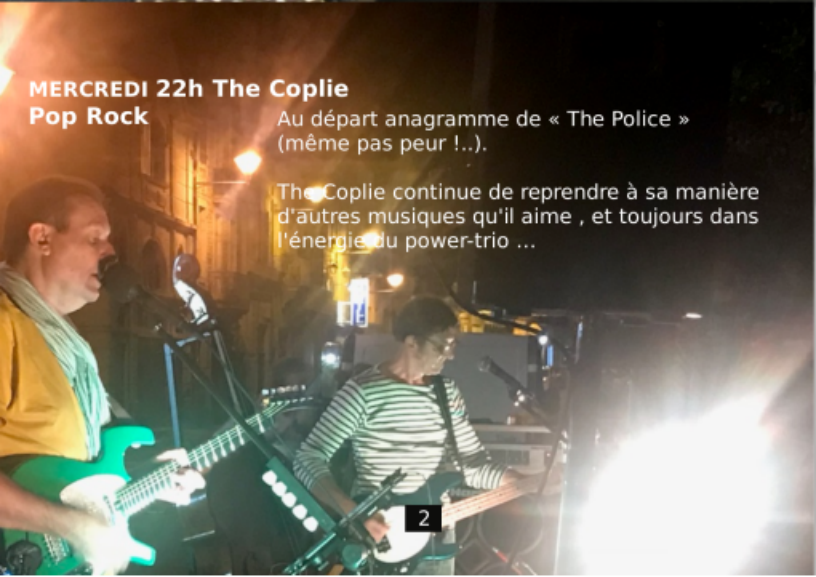 MERCREDI 22h The Coplie
Pop Rock
Au départ anagramme de « The Police »
(même pas peur !..).
The Coplie continue de reprendre à sa manière
d'autres musiques qu'il aime , et toujours dans
l'énergie du power-trio ...
2